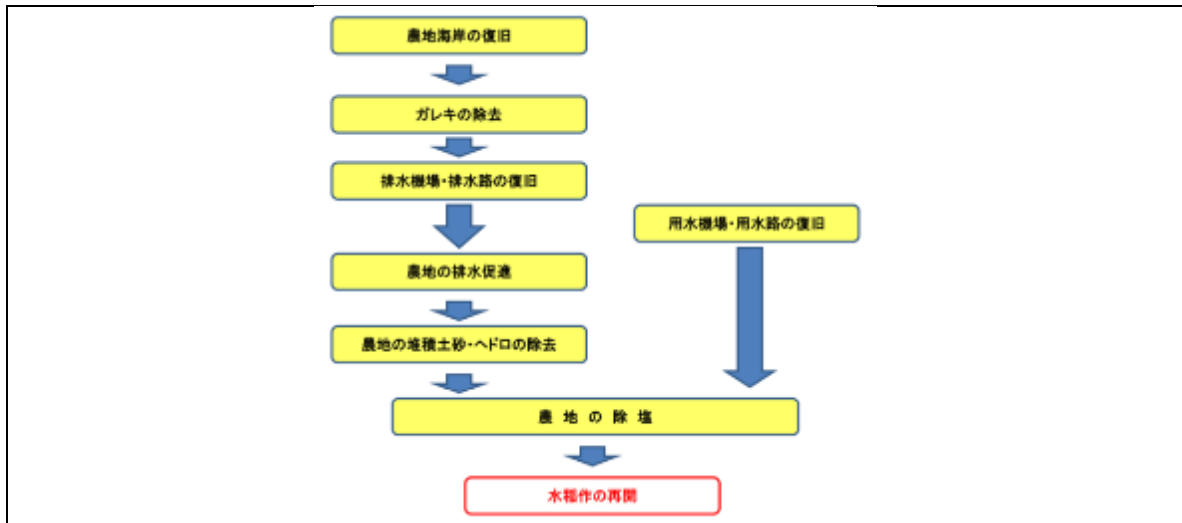 農地海岸の復旧
ガレキの除去
排水機場・排水路の復旧
用水機場・用水路の復旧
農地の排水促進
農地の堆積土砂・ヘドロの除去
農 地 の 除 塩
水稲作の再開